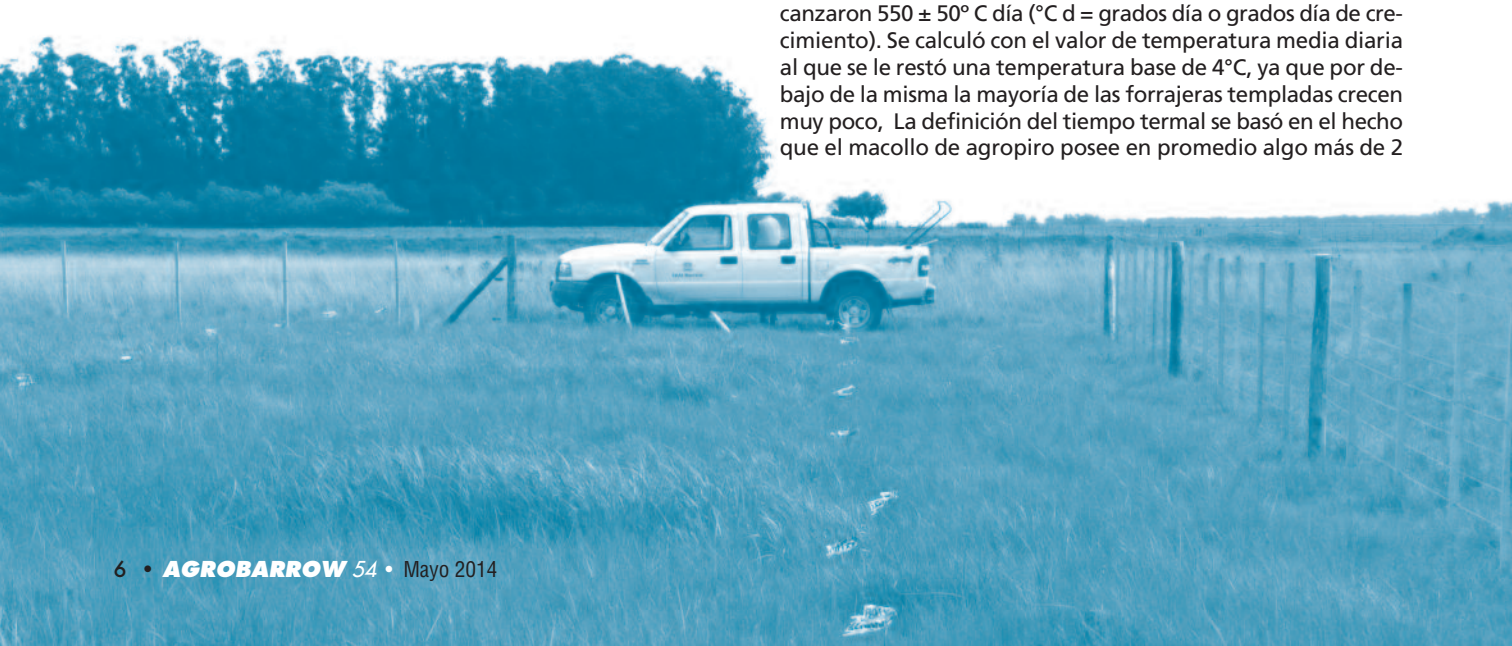 canzaron 550 ± 50º C día (°C d = grados día o grados día de cre-
cimiento). Se calculó con el valor de temperatura media diaria
al que se le restó una temperatura base de 4°C, ya que por de-
bajo de la misma la mayoría de las forrajeras templadas crecen
muy poco, La definición del tiempo termal se basó en el hecho
que el macollo de agropiro posee en promedio algo más de 2
6 • AGROBARROW 54 • Mayo 2014